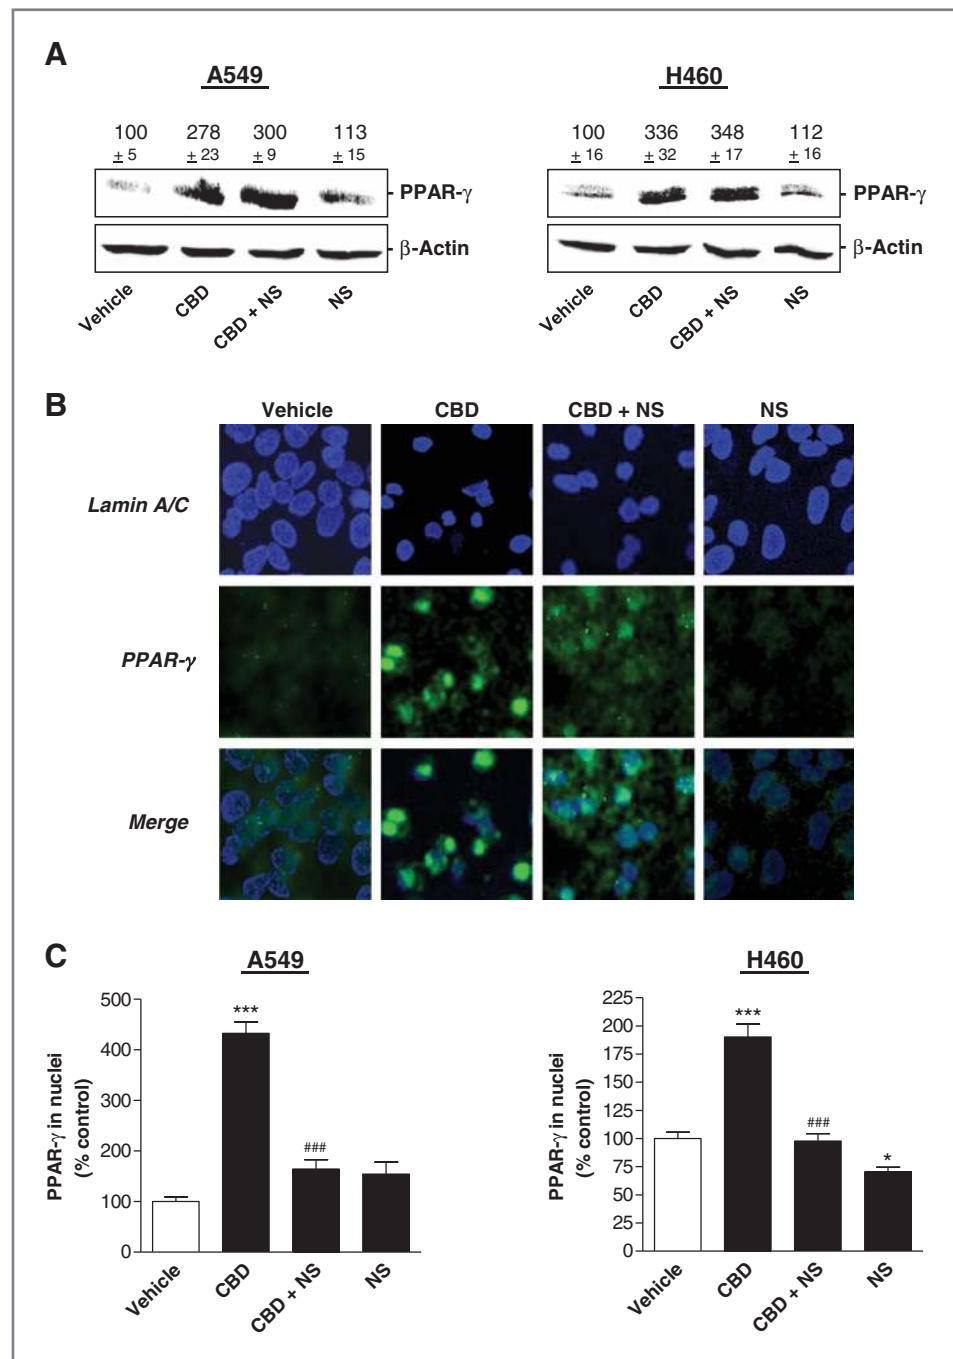 A
A549
H460
100 278 300 113
± 5 ± 23 ± 9 ± 15
100 336 348 112
± 16 ± 32 ± 17 ± 16
PPAR-γ
PPAR-γ
β-Actin
β-Actin
Vehicle CBD CBD + NS NS
Vehicle CBD CBD + NS NS
B
Vehicle CBD CBD + NS NS
Lamin A/C
PPAR-γ
Merge
C
A549
PPAR-γ in nuclei
(% control)
500
400
300
200
100
0
***
###
Vehicle CBD CBD + NS NS
H460
PPAR-γ in nuclei
(% control)
225
200
175
150
125
100
75
50
25
0
***
###
*
Vehicle CBD CBD + NS NS